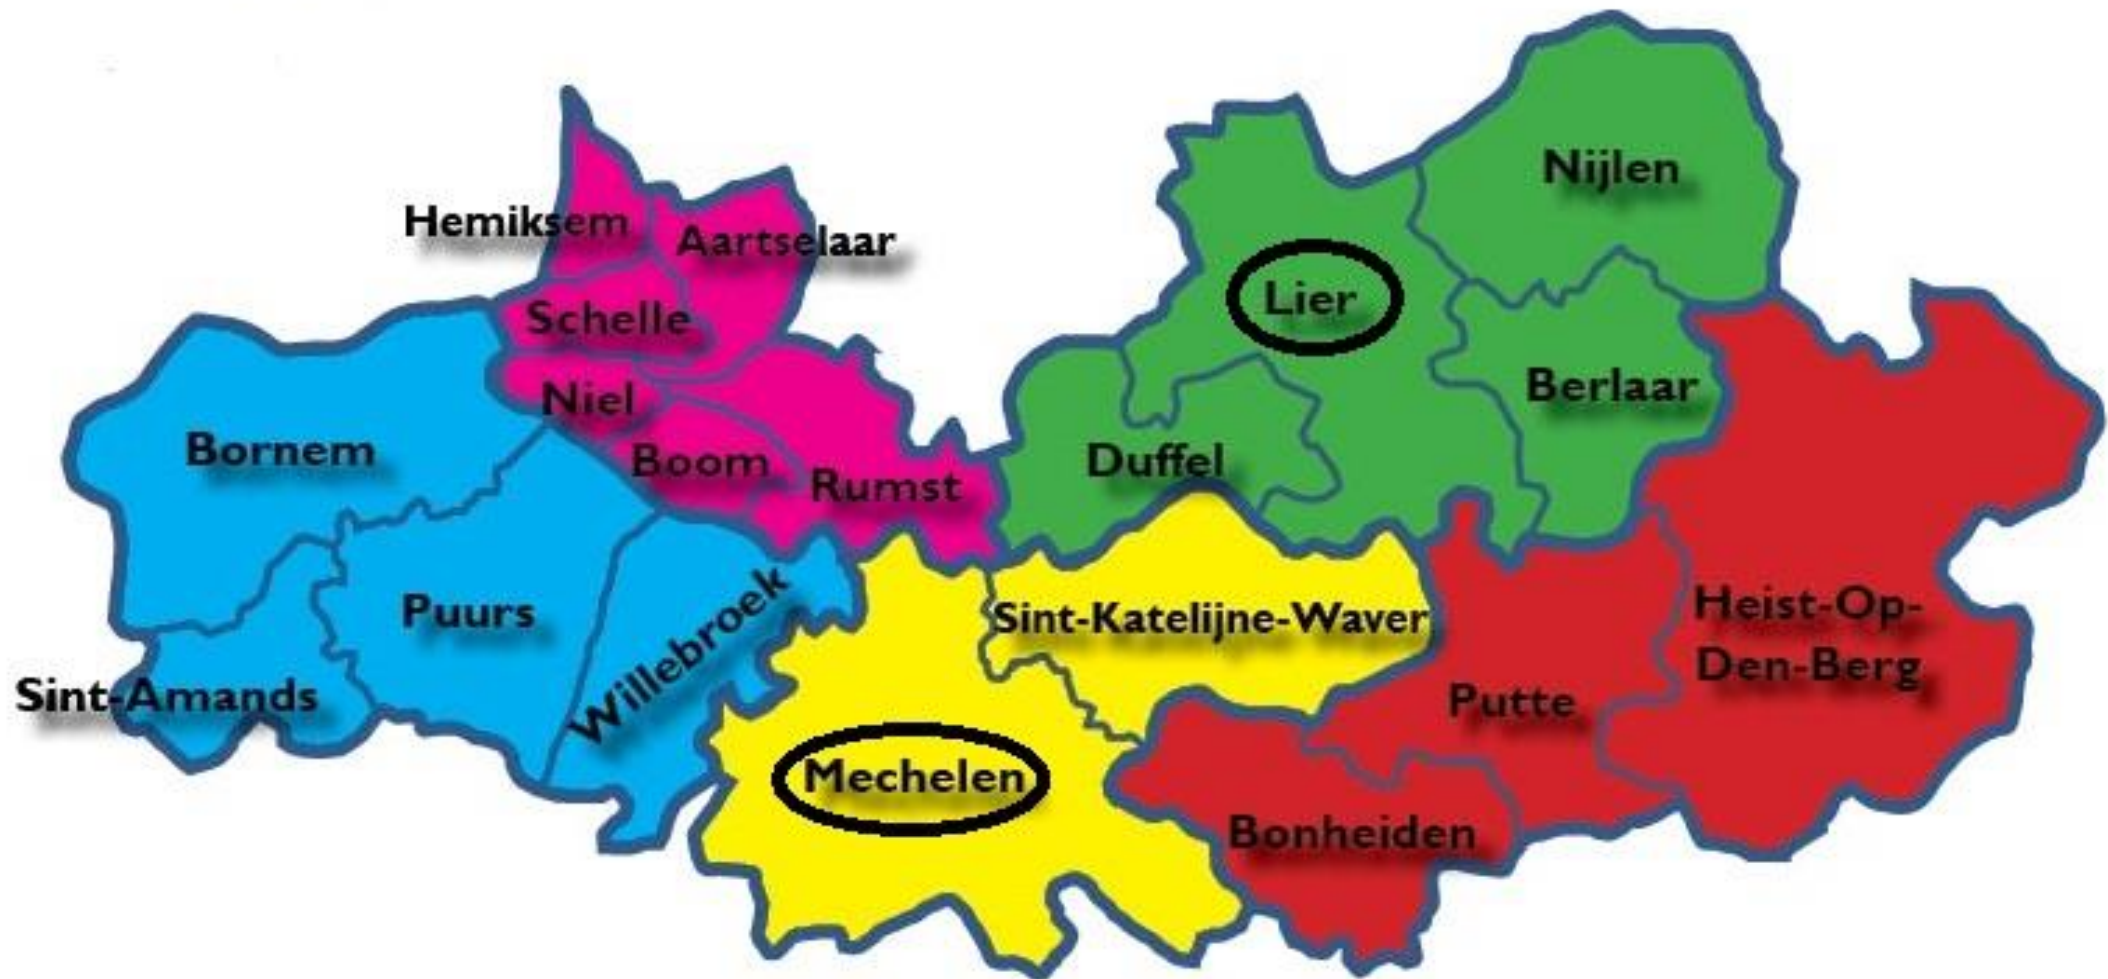 Nijlen
Hemiksem
Aartselaar
Lier
Schelle
Berlaar
Niel
Bornem
Boom
Duffel
Rumst
Puurs
Willebroek
Sint-Katelijne-Waver
Heist-Op-
Den-Berg
Sint-Amands
Putte
Mechelen
Bonheiden